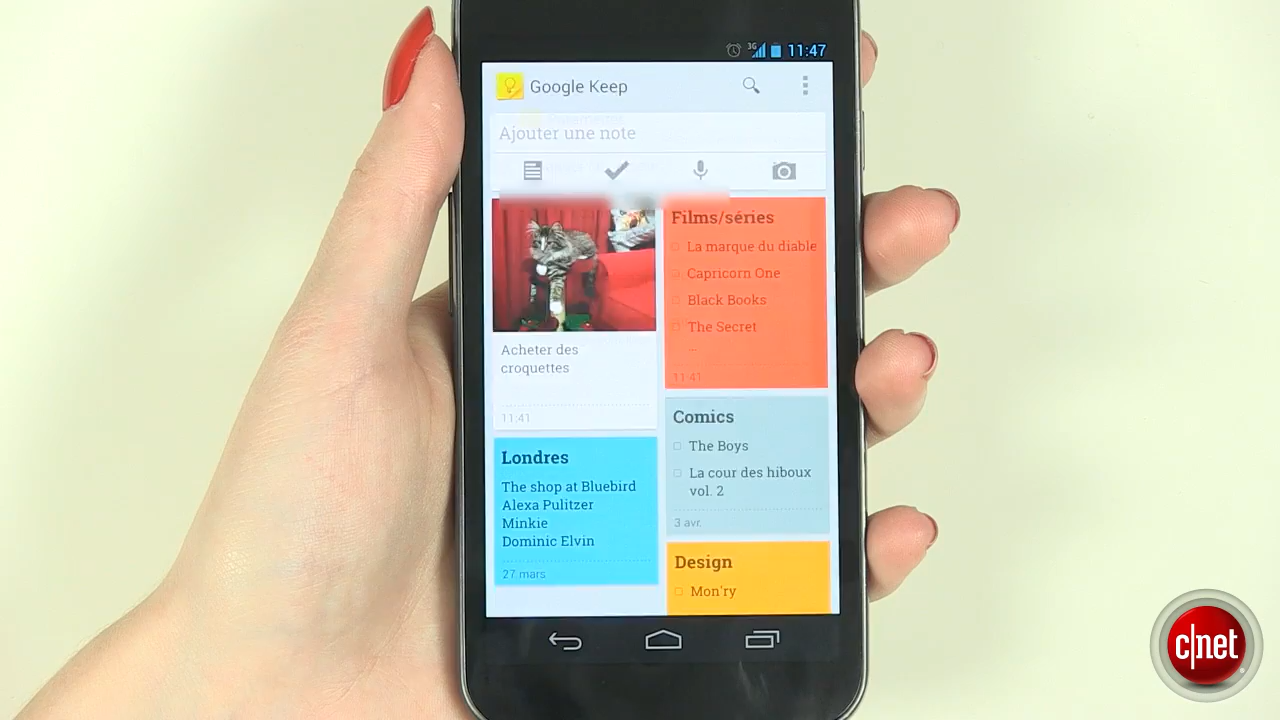 3G 11:47
Google Keep
Ajouter une note
Films/séries
La marque du diable
Capricorn One
Black Books
The Secret
...
11:41
Acheter des
croquettes
11:41
Comics
The Boys
La cour des hiboux
vol. 2
3 avr.
Londres
The shop at Bluebird
Alexa Pulitzer
Minkie
Dominic Elvin
27 mars
Design
Mon'ry
c|net